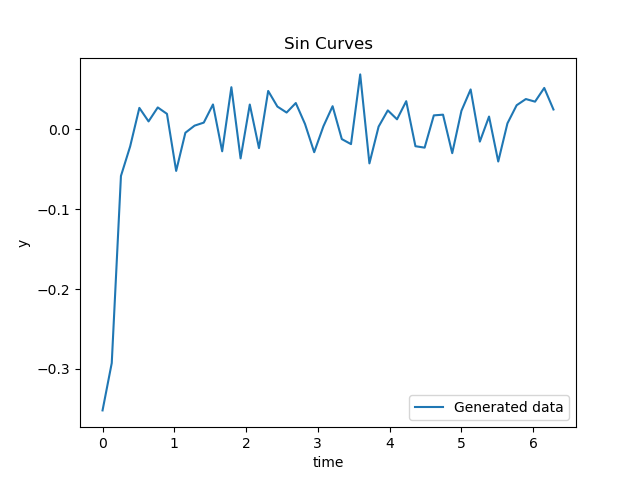 Sin Curves
0.0
−0.1
−0.2
−0.3
y
0 1 2 3 4 5 6
time
Generated data